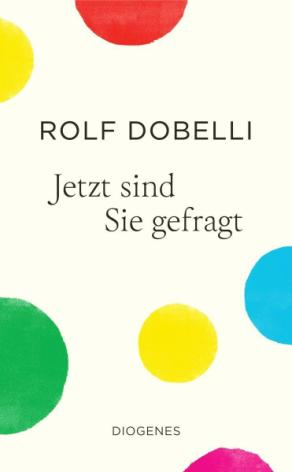 ROLF DOBELLI
Jetzt sind
Sie gefragt
DIOGENES